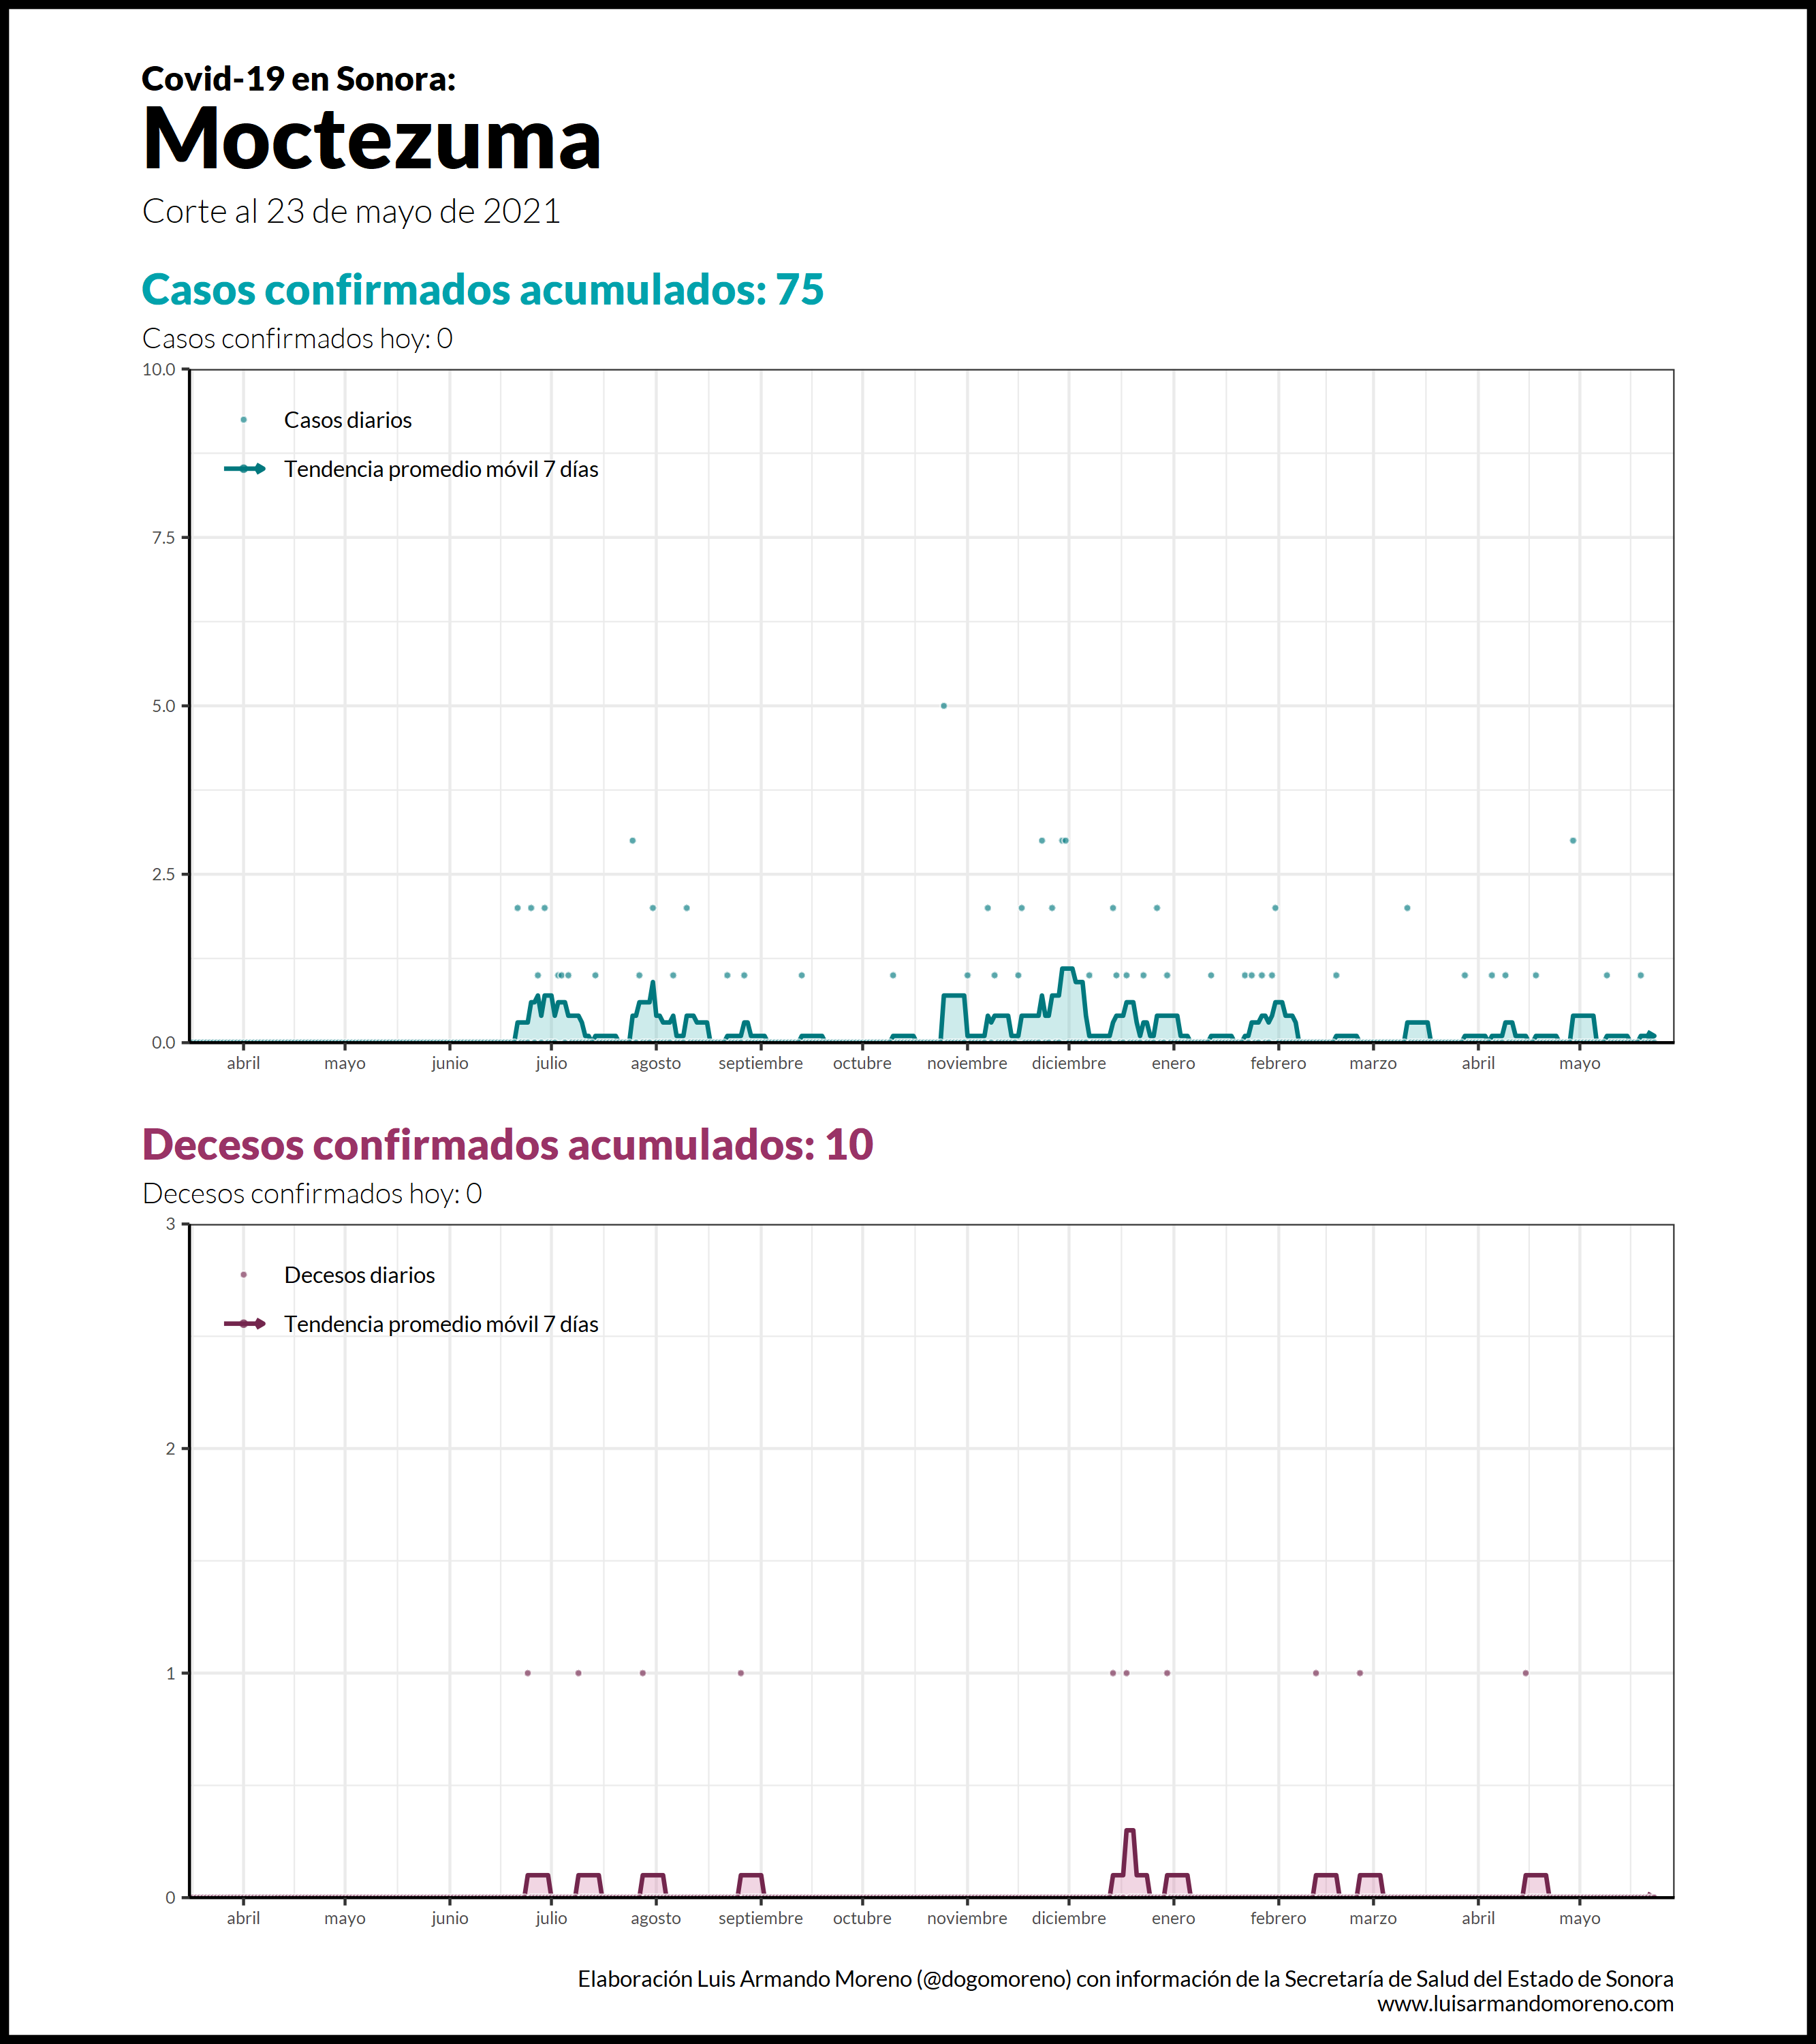 Covid-19 en Sonora:
Moctezuma
Corte al 23 de mayo de 2021
Casos confirmados acumulados: 75
Casos confirmados hoy: 0
10.0
7.5
5.0
2.5
0.0
Casos diarios
Tendencia promedio móvil 7 días
abril mayo junio julio agosto septiembre octubre noviembre diciembre enero febrero marzo abril mayo
Decesos confirmados acumulados: 10
Decesos confirmados hoy: 0
3
2
1
0
Decesos diarios
Tendencia promedio móvil 7 días
abril mayo junio julio agosto septiembre octubre noviembre diciembre enero febrero marzo abril mayo
Elaboración Luis Armando Moreno (@dogomoreno) con información de la Secretaría de Salud del Estado de Sonora
www.luisarmandomoreno.com